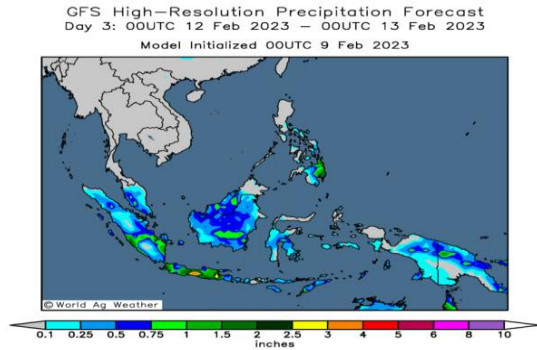 GFS High-Resolution Precipitation Forecast
Day 3: 00UTC 12 Feb 2023 - 00UTC 13 Feb 2023
Model Initialized 00UTC 9 Feb 2023
© World Ag Weather
0.1 0.25 0.5 0.75 1 1.5 2 2.5 3 4 5 6 8 10
inches